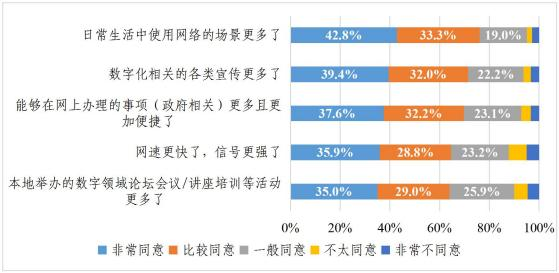 日常生活中使用网络的场景更多了
42.8% 33.3% 19.0%
数字化相关的各类宣传更多了
39.4% 32.0% 22.2%
能够在网上办理的事项（政府相关）更多且更
加便捷了
37.6% 32.2% 23.1%
网速更快了，信号更强了
35.9% 28.8% 23.2%
本地举办的数字领域论坛会议/讲座培训等活动
更多了
35.0% 29.0% 25.9%
0% 20% 40% 60% 80% 100%
非常同意 比较同意 一般同意 不太同意 非常不同意